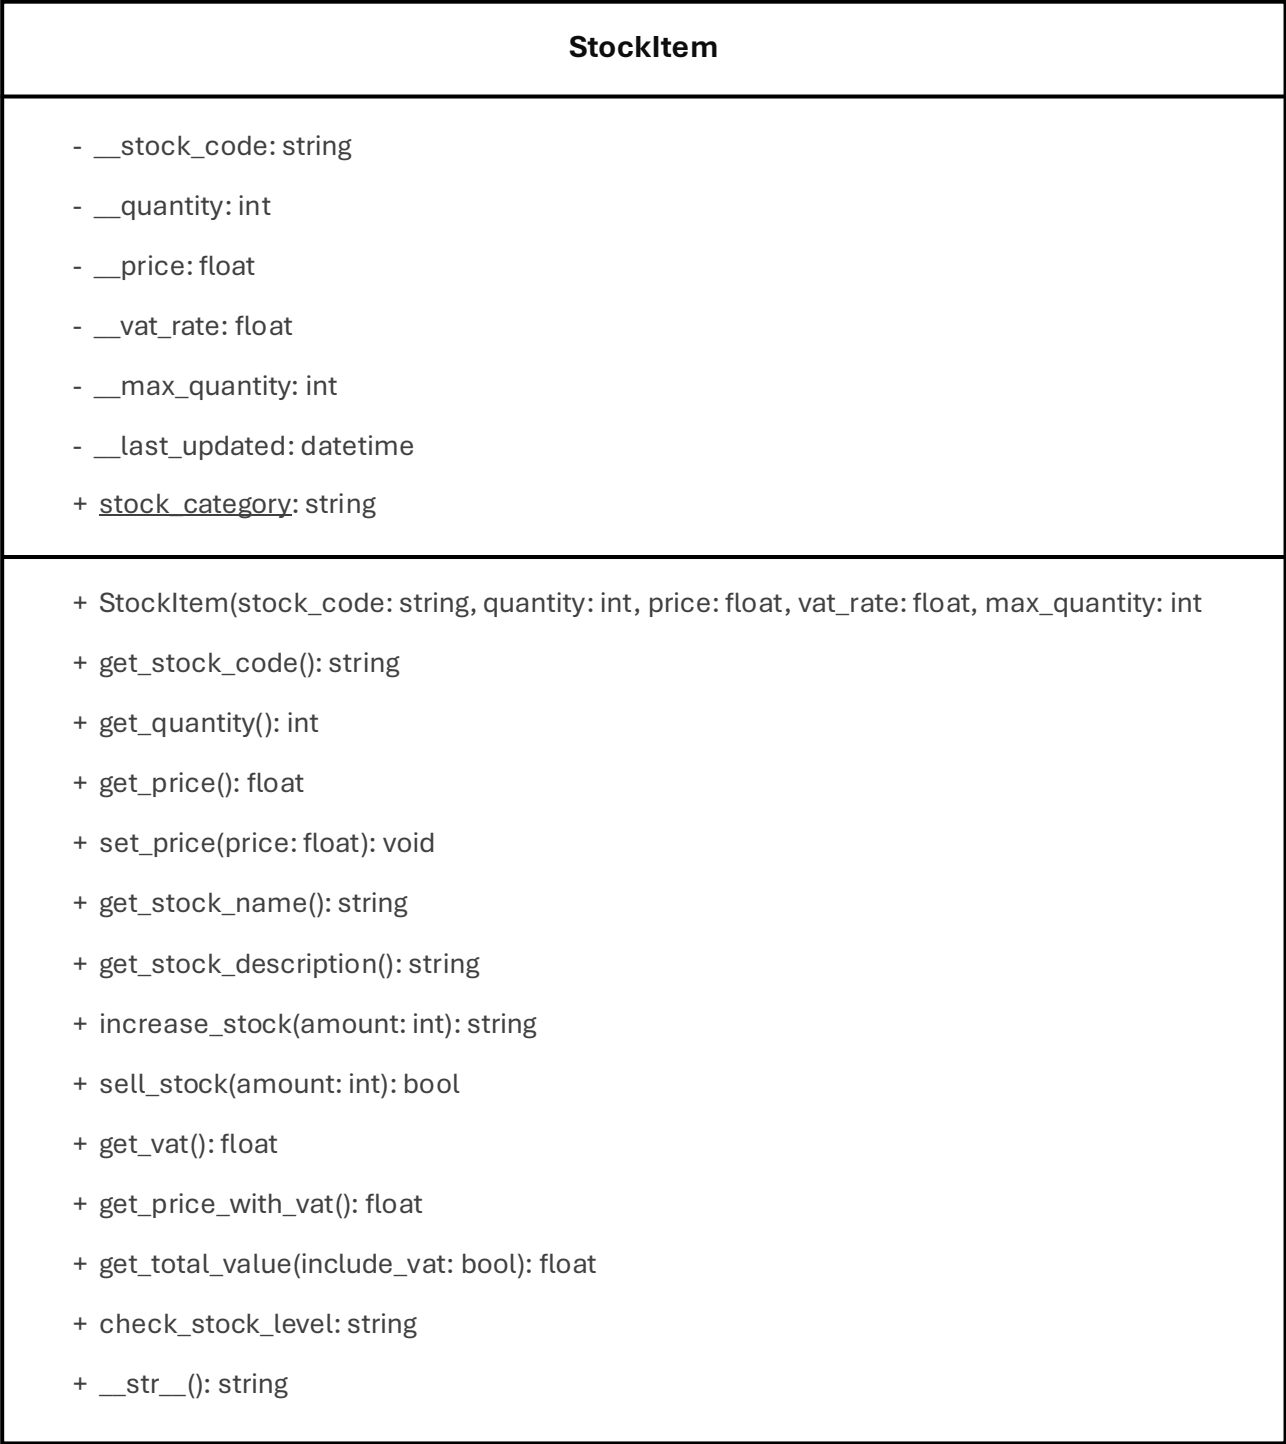 StockItem
- __stock_code: string
- __quantity: int
- __price: float
- __vat_rate: float
- __max_quantity: int
- __last_updated: datetime
+ stock_category: string
+ StockItem(stock_code: string, quantity: int, price: float, vat_rate: float, max_quantity: int
+ get_stock_code(): string
+ get_quantity(): int
+ get_price(): float
+ set_price(price: float): void
+ get_stock_name(): string
+ get_stock_description(): string
+ increase_stock(amount: int): string
+ sell_stock(amount: int): bool
+ get_vat(): float
+ get_price_with_vat(): float
+ get_total_value(include_vat: bool): float
+ check_stock_level: string
+ __str__(): string